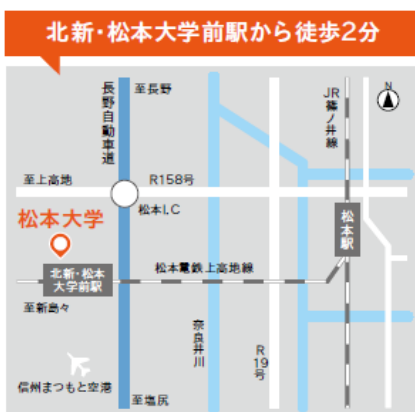 北新・松本大学前駅から徒歩2分
長野自動車道
至長野
JR篠ノ井線
N
至上高地
R158号
松本I.C
松本大学
松本駅
北新・松本
大学前駅
松本電鉄上高地線
至新島々
奈良井川
R19号
信州まつもと空港
至塩尻